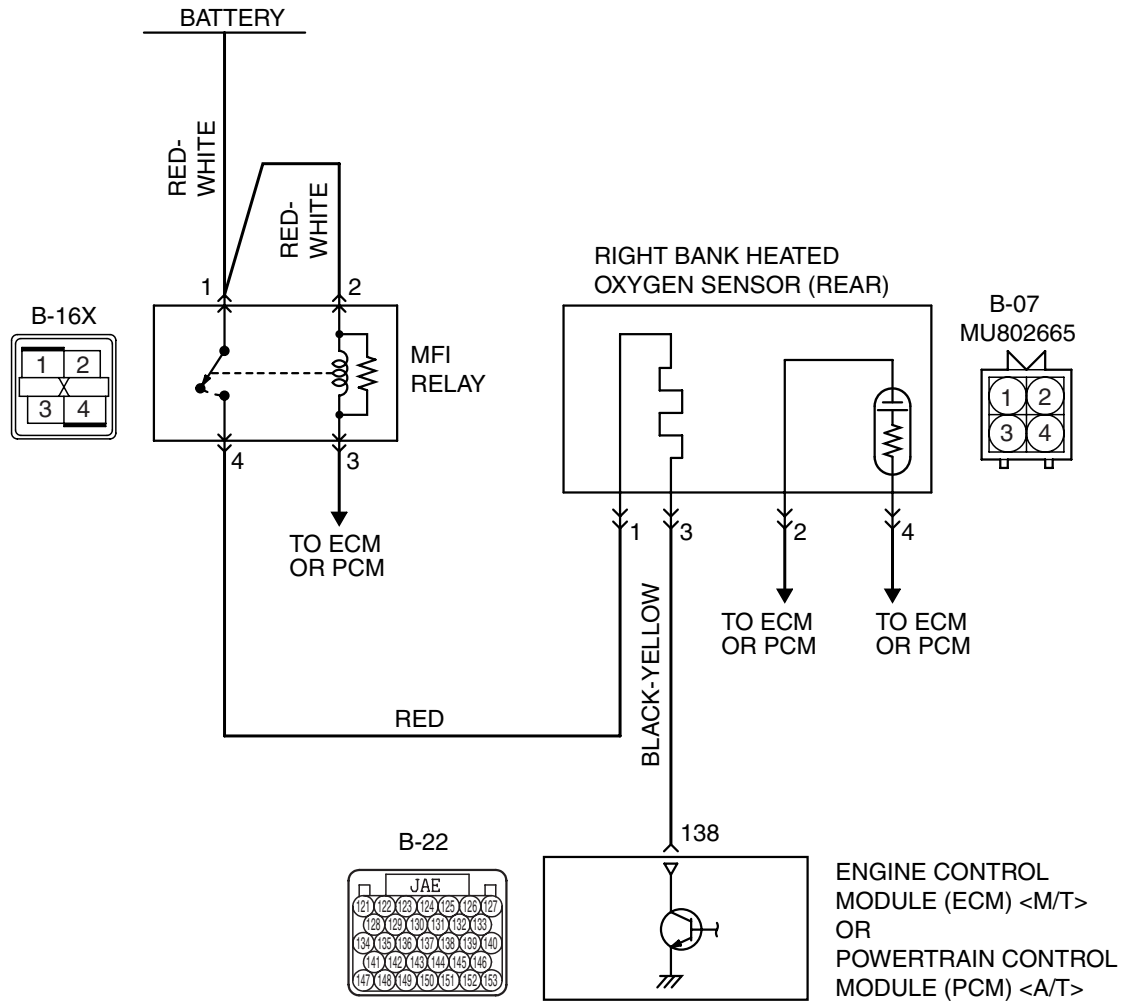 BATTERY
RED-
WHITE
RED-
WHITE
1
2
B-16X
1 2
X
3 4
MFI
RELAY
4
3
TO ECM
OR PCM
RIGHT BANK HEATED
OXYGEN SENSOR (REAR)
B-07
MU802665
1 2
3 4
1
3
2
4
TO ECM
OR PCM
TO ECM
OR PCM
BLACK-YELLOW
RED
138
B-22
JAE
121 122 123 124 125 126 127
128 129 130 131 132 133
134 135 136 137 138 139 140
141 142 143 144 145 146
147 148 149 150 151 152 153
ENGINE CONTROL
MODULE (ECM) <M/T>
OR
POWERTRAIN CONTROL
MODULE (PCM) <A/T>